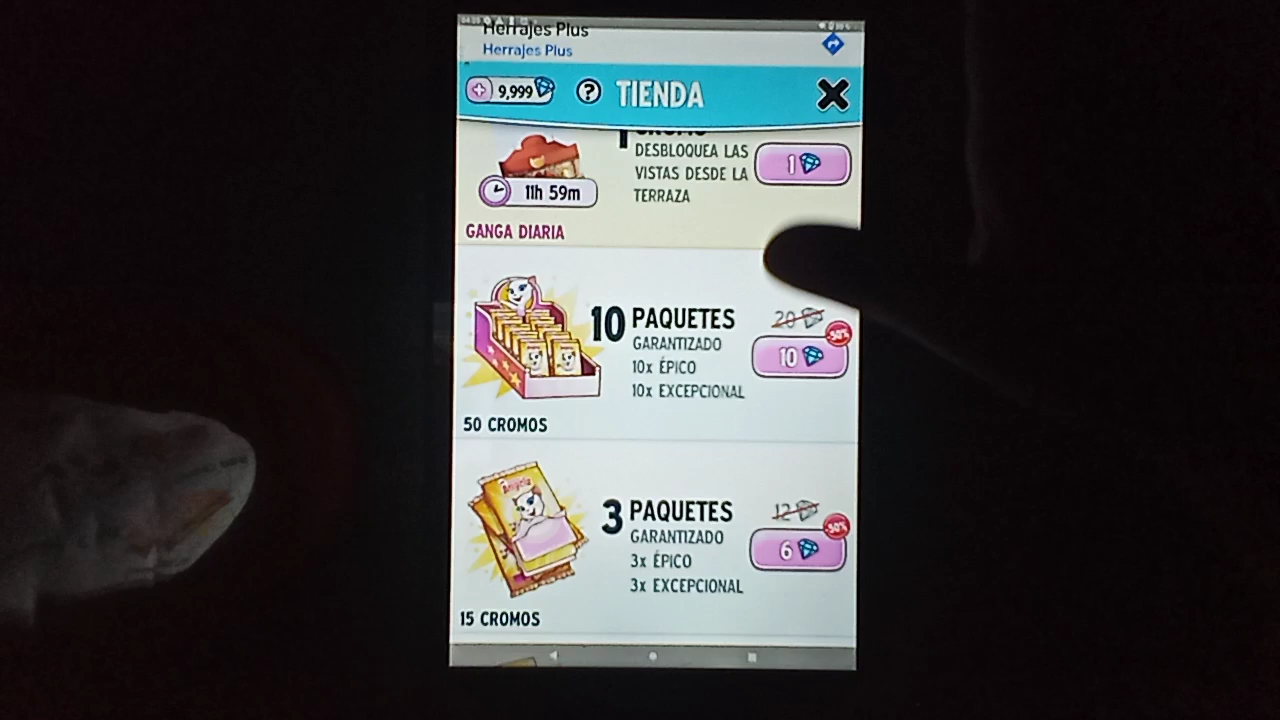 Herrajes Plus
Herrajes Plus
9,999
?
TIENDA
1
DESBLOQUEA LAS
VISTAS DESDE LA
TERRAZA
1
11h 59m
GANGA DIARIA
10 PAQUETES
GARANTIZADO
10x ÉPICO
10x EXCEPCIONAL
20
-50%
10
50 CROMOS
3 PAQUETES
GARANTIZADO
3x ÉPICO
3x EXCEPCIONAL
12
-50%
6
15 CROMOS